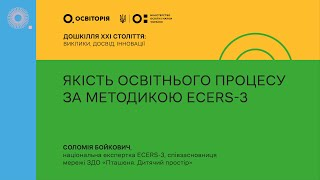 ОСВІТОРІЯ
МІНІСТЕРСТВО
ОСВІТИ І НАУКИ
УКРАЇНИ
ДОШКІЛЛЯ ХХІ СТОЛІТТЯ:
ВИКЛИКИ, ДОСВІД, ІННОВАЦІЇ
ЯКІСТЬ ОСВІТНЬОГО ПРОЦЕСУ
ЗА МЕТОДИКОЮ ECERS-3
СОЛОМІЯ БОЙКОВИЧ,
національна експертка ECERS-3, співзасновниця
мережі ЗДО «Пташеня. Дитячий простір»